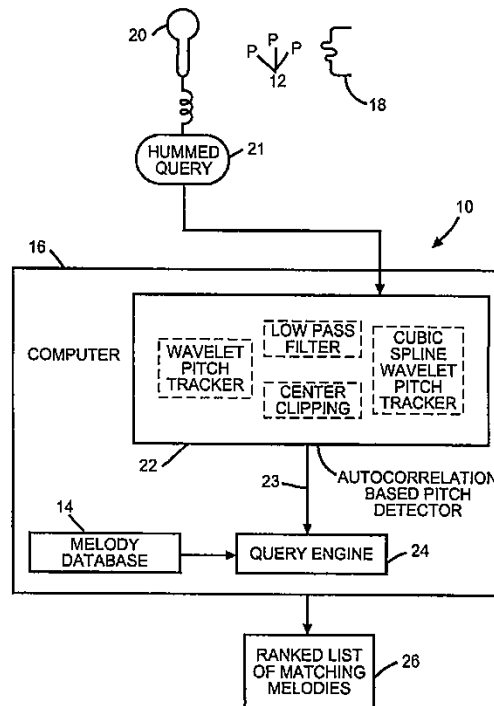 20
P P P
12
18
HUMMED
QUERY
21
10
16
COMPUTER
WAVELET
PITCH
TRACKER
LOW PASS
FILTER
CENTER
CLIPPING
CUBIC
SPLINE
WAVELET
PITCH
TRACKER
22
23
AUTOCORRELATION
BASED PITCH
DETECTOR
14
MELODY
DATABASE
QUERY ENGINE
24
RANKED LIST
OF MATCHING
MELODIES
26